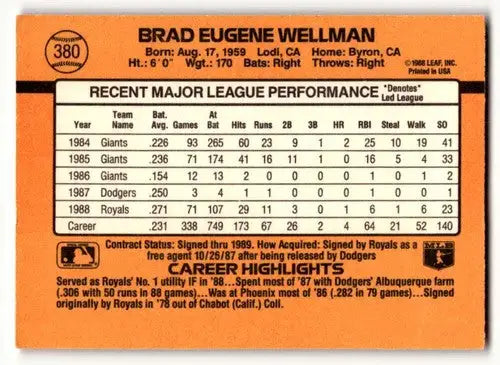 380
BRAD EUGENE WELLMAN
Born: Aug. 17, 1959 Lodi, CA Home: Byron, CA
Ht.: 6'0" Wgt.: 170 Bats: Right Throws: Right
©1988 LEAF, INC.
Printed in USA
RECENT MAJOR LEAGUE PERFORMANCE "Denotes" Led League
Year Team Name Bat. Avg. Games At Bat Hits Runs 2B 3B HR RBI Steal Walk SO
1984 Giants .226 93 265 60 23 9 1 2 25 10 19 41
1985 Giants .236 71 174 41 16 11 1 0 16 5 4 33
1986 Giants .154 12 13 2 0 0 0 0 1 0 1 2
1987 Dodgers .250 3 4 1 1 0 0 0 1 0 0 1
1988 Royals .271 71 107 29 11 3 0 1 6 1 6 23
Career .231 338 749 173 67 26 2 4 64 21 52 140
Contract Status: Signed thru 1989. How Acquired: Signed by Royals as a
free agent 10/26/87 after being released by Dodgers
CAREER HIGHLIGHTS
MLB
Served as Royals' No. 1 utility IF in '88...Spent most of '87 with Dodgers' Albuquerque farm
(.306 with 50 runs in 88 games)...Was at Phoenix most of '86 (.282 in 79 games)...Signed
originally by Royals in '78 out of Chabot (Calif.) Coll.